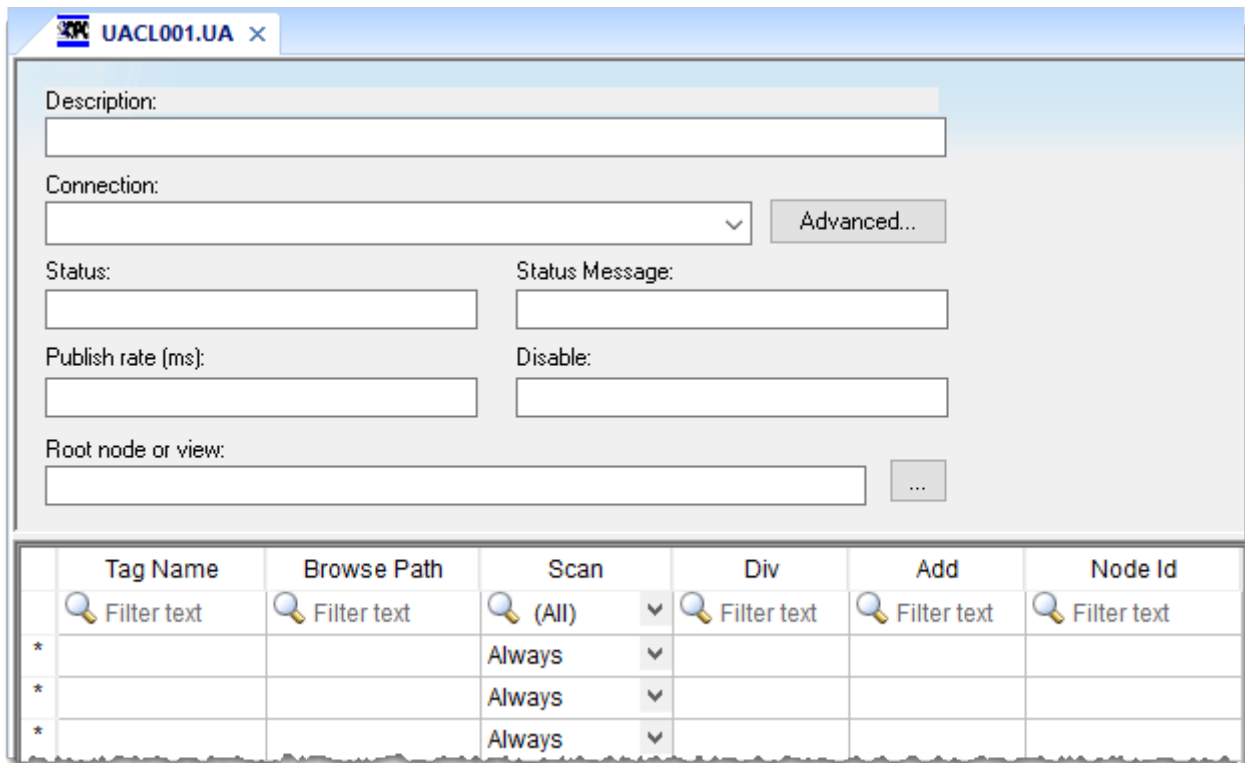 UACL001.UA ×
Description:
Connection:
Advanced...
Status: Status Message:
Publish rate (ms): Disable:
Root node or view:
...
Tag Name Browse Path Scan Div Add Node Id
Filter text Filter text (All) Filter text Filter text Filter text
* Always
* Always
* Always